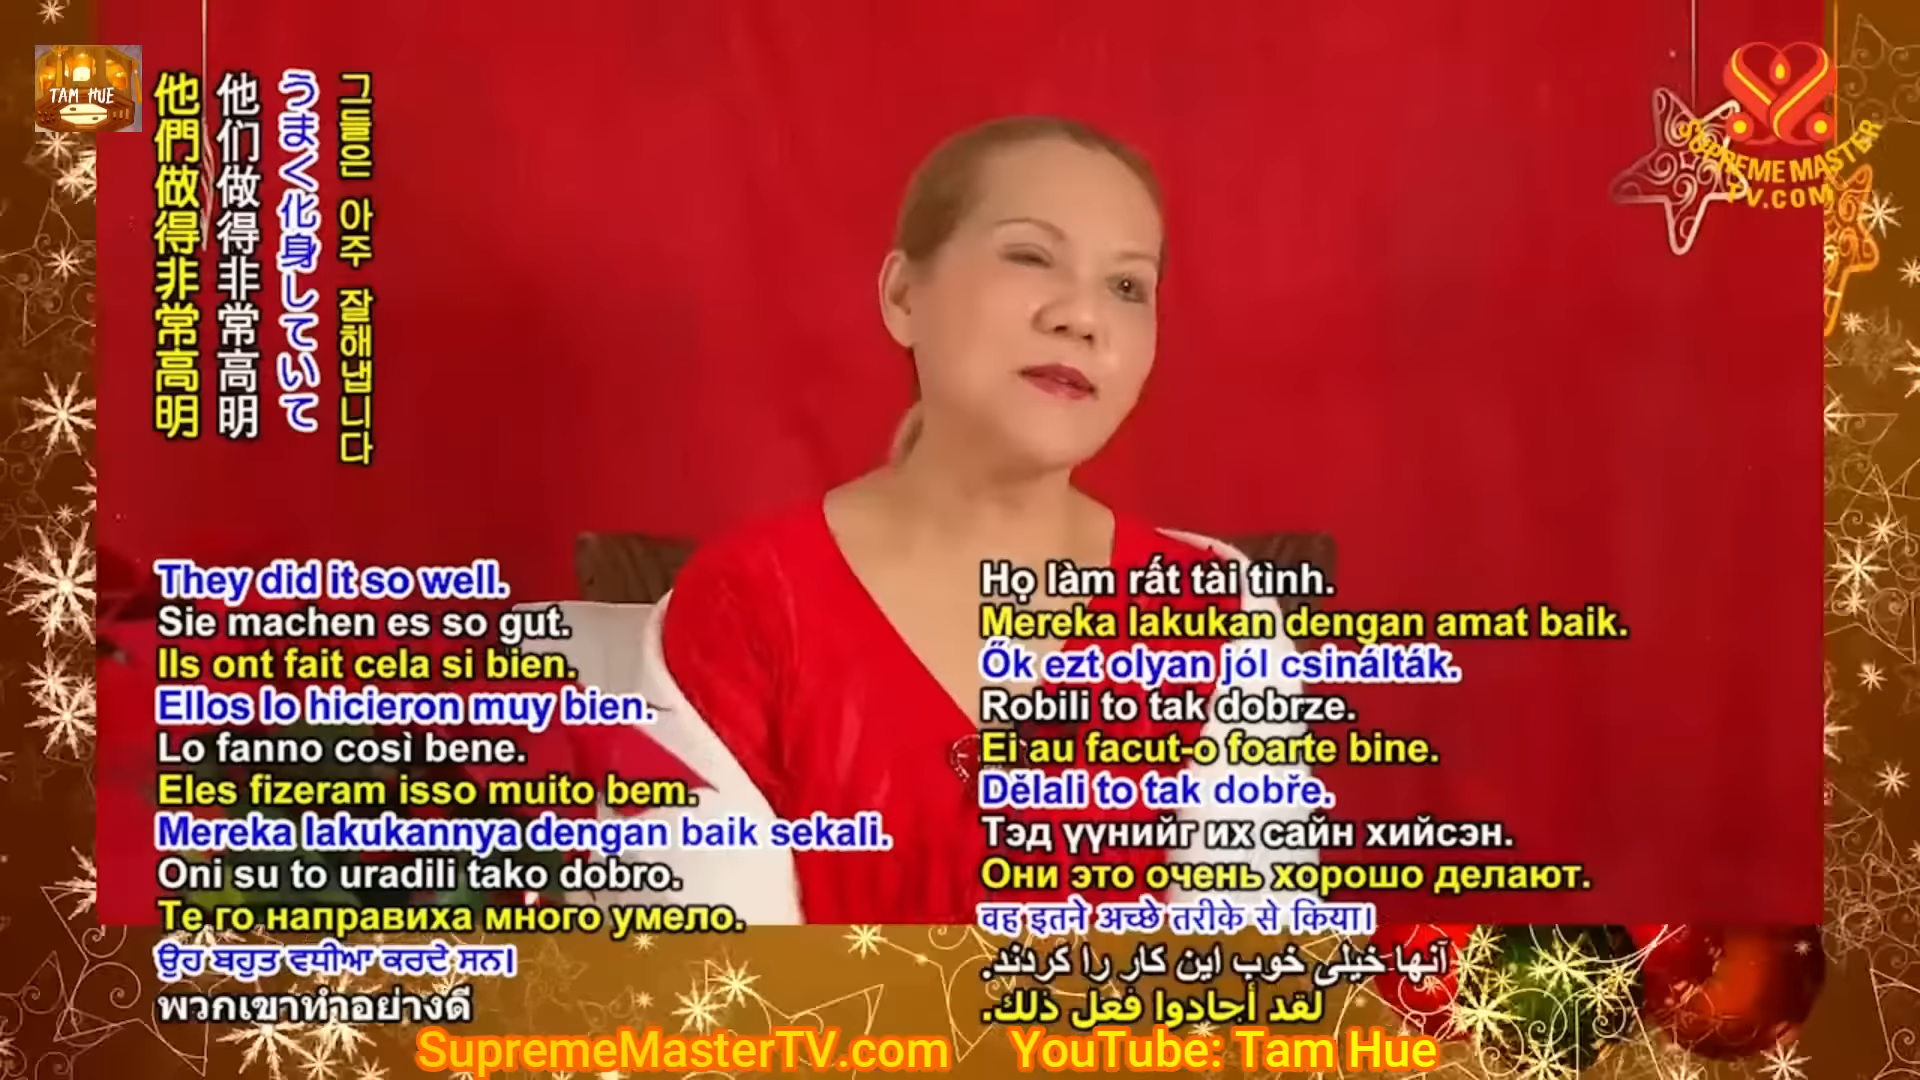 TAM HUE
SUPREME MASTER
TV.COM
他們做得非常高明
他们做得非常高明
うまく化身していて
그들은 아주 잘해냅니다
They did it so well.
Sie machen es so gut.
Ils ont fait cela si bien.
Ellos lo hicieron muy bien.
Lo fanno così bene.
Eles fizeram isso muito bem.
Mereka lakukannya dengan baik sekali.
Oni su to uradili tako dobro.
Те го направиха много умело.
ਉਹ ਬਹੁਤ ਵਧੀਆ ਕਰਦੇ ਸਨ।
พวกเขาทำอย่างดี
Họ làm rất tài tình.
Mereka lakukan dengan amat baik.
Ők ezt olyan jól csinálták.
Robili to tak dobrze.
Ei au facut-o foarte bine.
Dělali to tak dobře.
Тэд үүнийг их сайн хийсэн.
Они это очень хорошо делают.
वह इतने अच्छे तरीके से किया।
آنها خیلی خوب این کار را کردند.
لقد أجادوا فعل ذلك.
SupremeMasterTV.com YouTube: Tam Hue